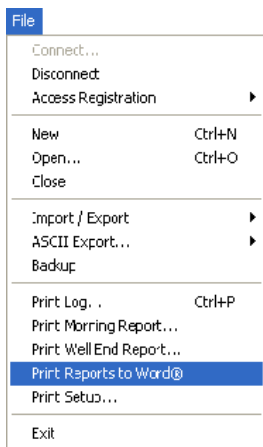 File
Connect...
Disconnect
Access Registration
New Ctrl+N
Open... Ctrl+O
Close
Import / Export
ASCII Export...
Backup
Print Log... Ctrl+P
Print Morning Report...
Print Well End Report...
Print Reports to Word®
Print Setup...
Exit